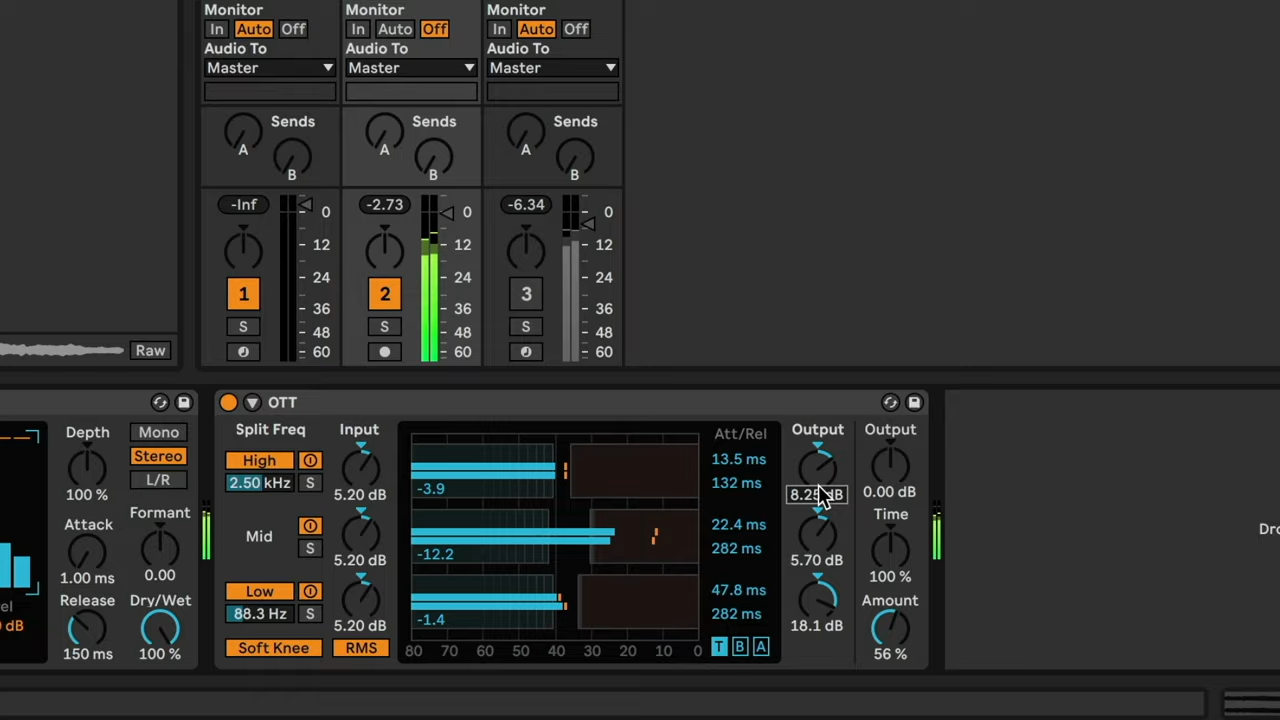 Monitor Monitor Monitor
In Auto Off In Auto Off In Auto Off
Audio To Audio To Audio To
Master Master Master
Sends Sends Sends
A A A
B B B
-Inf 0 -2.73 0 -6.34 0
12 12 12
24 24 24
1 2 3
36 36 36
S 48 S 48 S 48
60 60 60
Raw
OTT
Depth Mono
Stereo
100 % L/R
Attack Formant
1.00 ms 0.00
Release Dry/Wet
150 ms 100 %
Split Freq Input
High
2.50 kHz S 5.20 dB
Mid
S 5.20 dB
Low
88.3 Hz S 5.20 dB
Soft Knee RMS
-3.9
-12.2
-1.4
80 70 60 50 40 30 20 10 0
Att/Rel
13.5 ms
132 ms
22.4 ms
282 ms
47.8 ms
282 ms
T B A
Output
5.70 dB
18.1 dB
Output
0.00 dB
Time
100 %
Amount
56 %